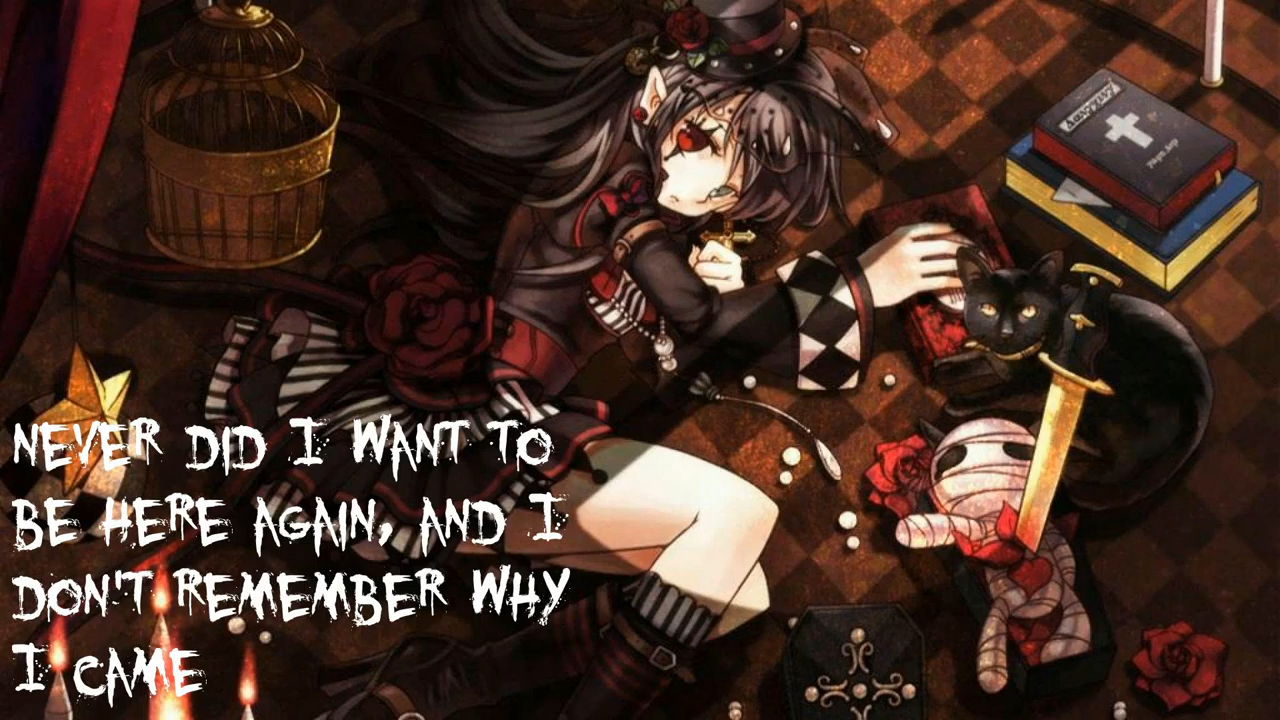 NEVER DID I WANT TO
BE HERE AGAIN, AND I
DON'T REMEMBER WHY
I CAME